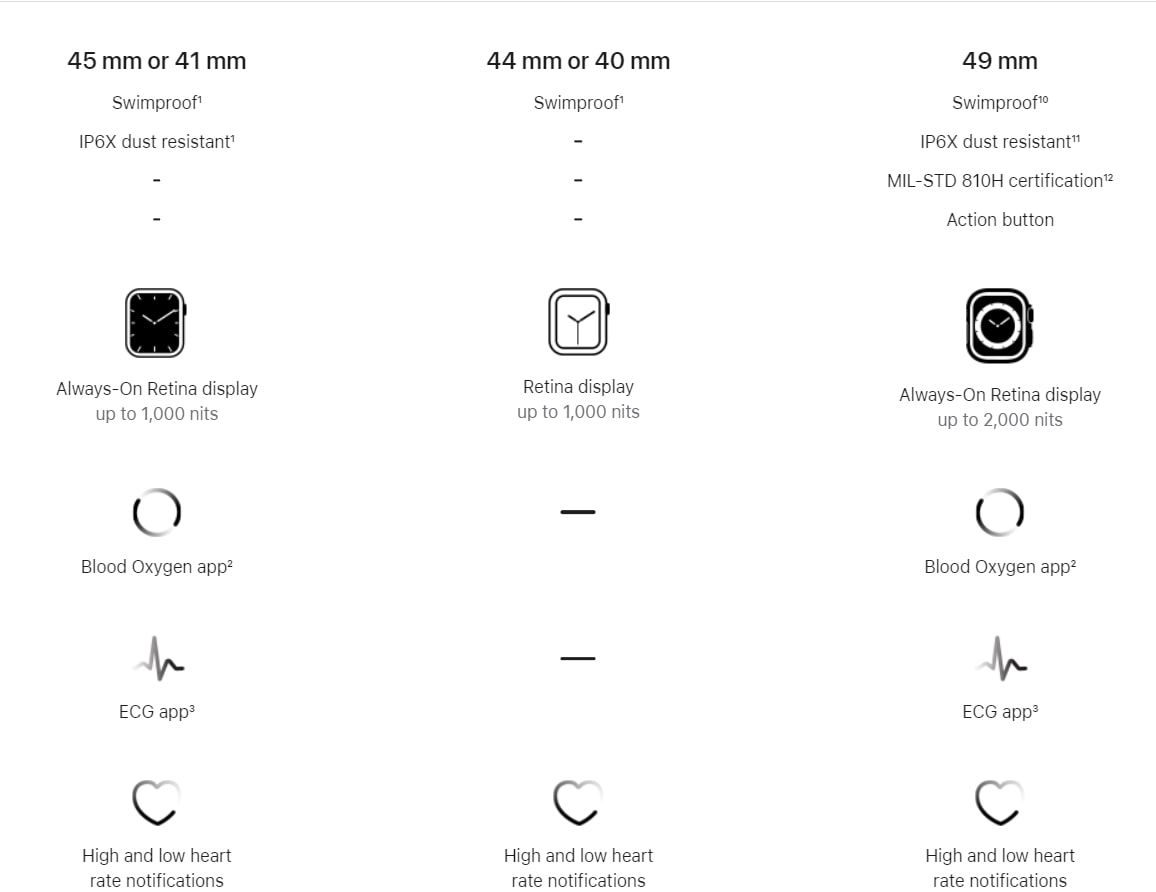 45 mm or 41 mm
44 mm or 40 mm
49 mm
Swimproof¹
Swimproof¹
Swimproof¹⁰
IP6X dust resistant¹
-
IP6X dust resistant¹¹
-
-
MIL-STD 810H certification¹²
-
-
Action button
Always-On Retina display
up to 1,000 nits
Retina display
up to 1,000 nits
Always-On Retina display
up to 2,000 nits
Blood Oxygen app²
—
Blood Oxygen app²
ECG app³
—
ECG app³
High and low heart
rate notifications
High and low heart
rate notifications
High and low heart
rate notifications